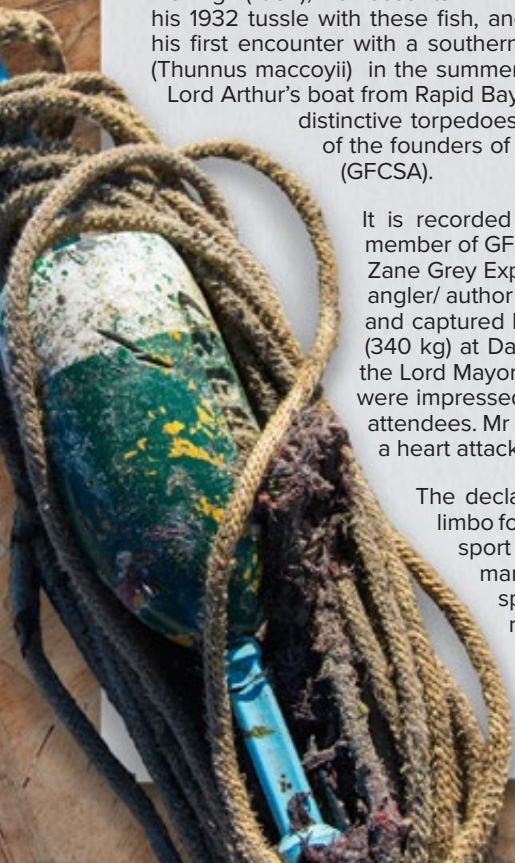 his 1932 tussle with these fish, and
his first encounter with a southern
(Thunnus maccoyii) in the summer
Lord Arthur's boat from Rapid Bay
distinctive torpedoes
of the founders of
(GFCSA).
It is recorded
member of GF
Zane Grey Exp
angler/ author
and captured
(340 kg) at Da
the Lord Mayor
were impressed
attendees. Mr
a heart attack
The decla
limbo fo
sport
mar
sp